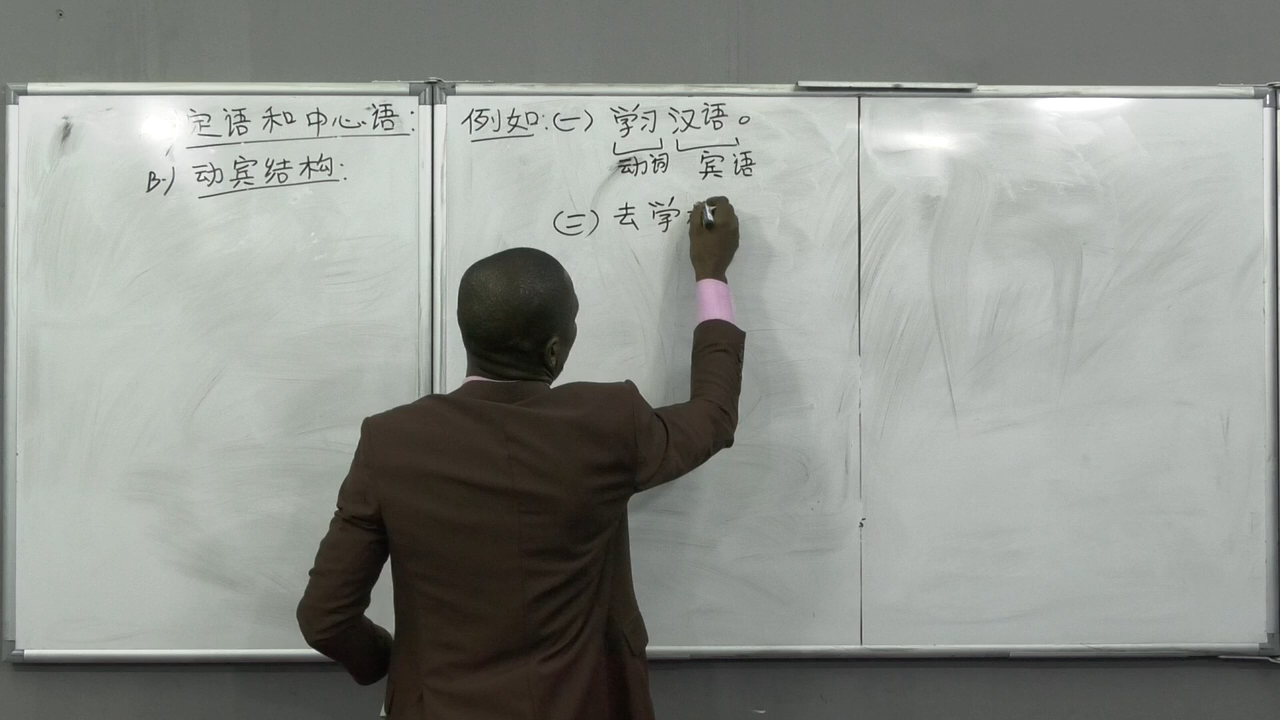 定语和中心语:
B.) 动宾结构:
例如:(一) 学习 汉语。
动词 宾语
(二) 去 学